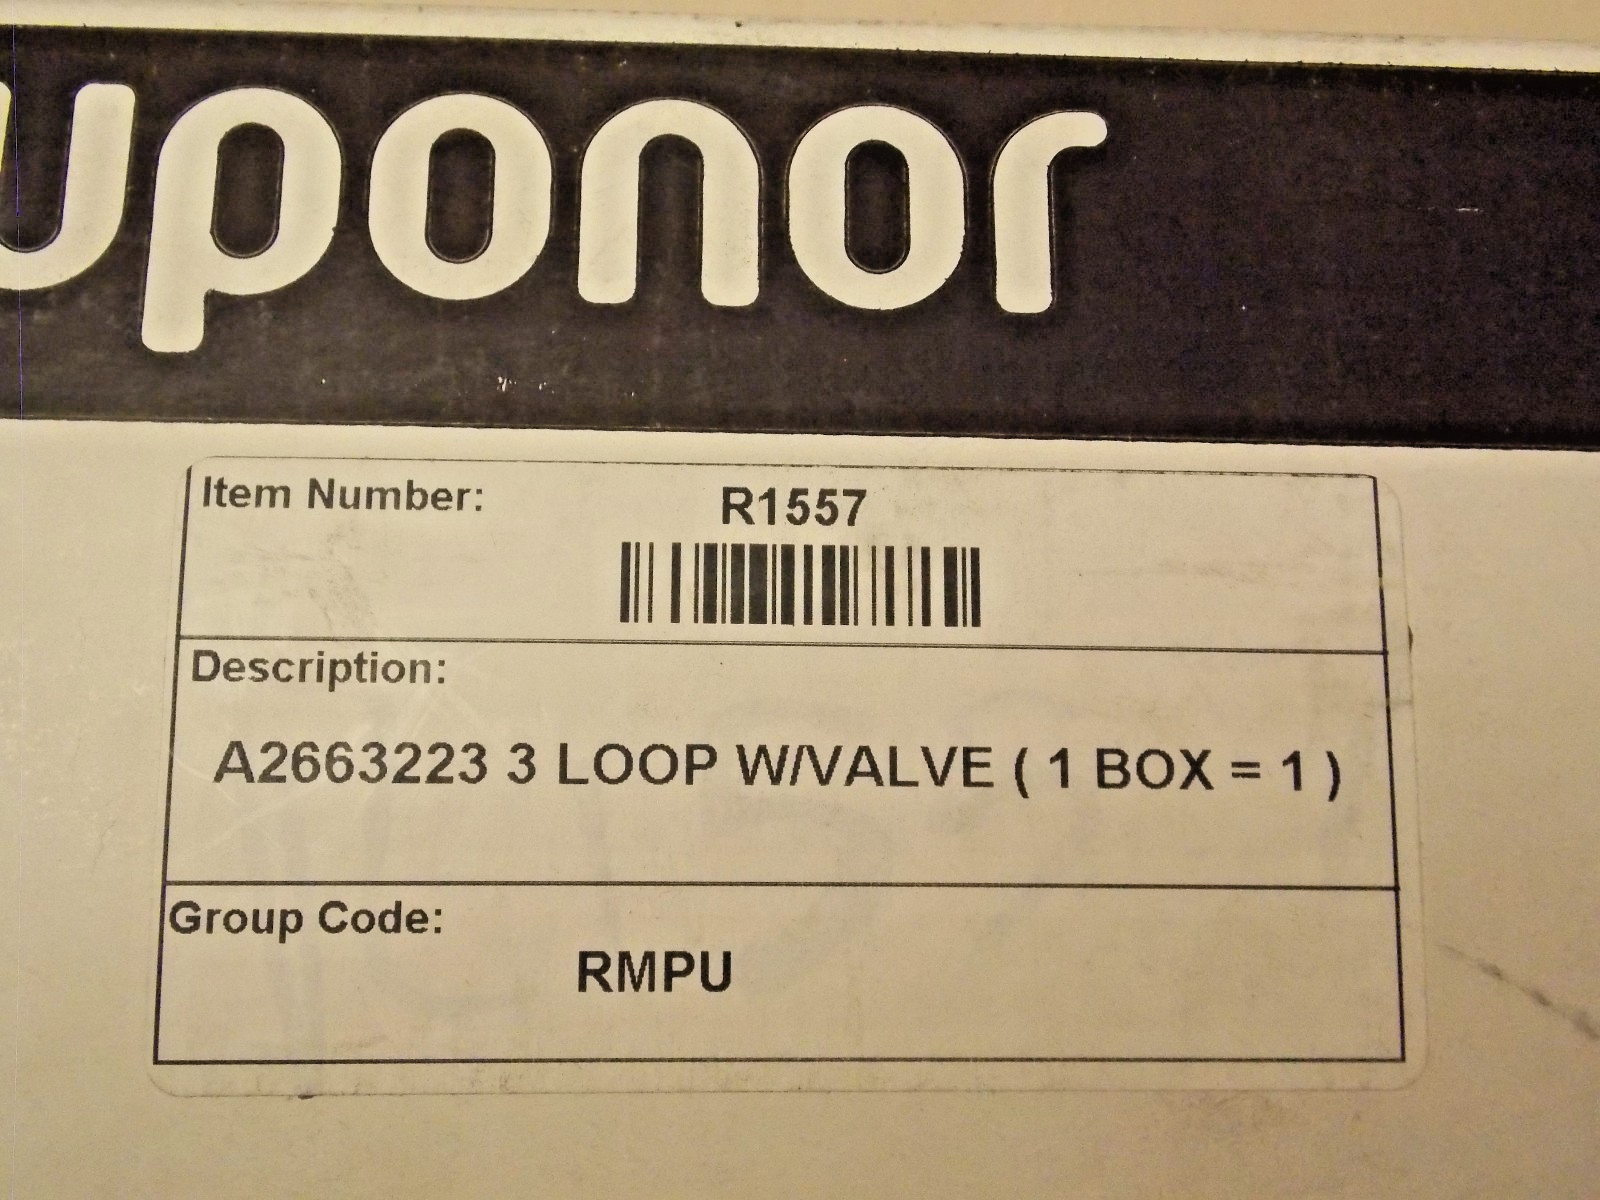 uponor
Item Number: R1557
Description:
A2663223 3 LOOP W/VALVE ( 1 BOX = 1 )
Group Code:
RMPU